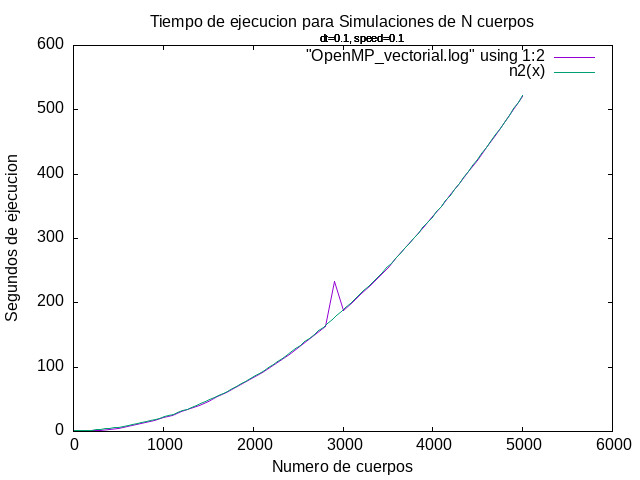 Tiempo de ejecucion para Simulaciones de N cuerpos
dt=0.1, speed=0.1
"OpenMP_vectorial.log" using 1:2
n2(x)
600
500
400
300
200
100
0
Segundos de ejecucion
0 1000 2000 3000 4000 5000 6000
Numero de cuerpos